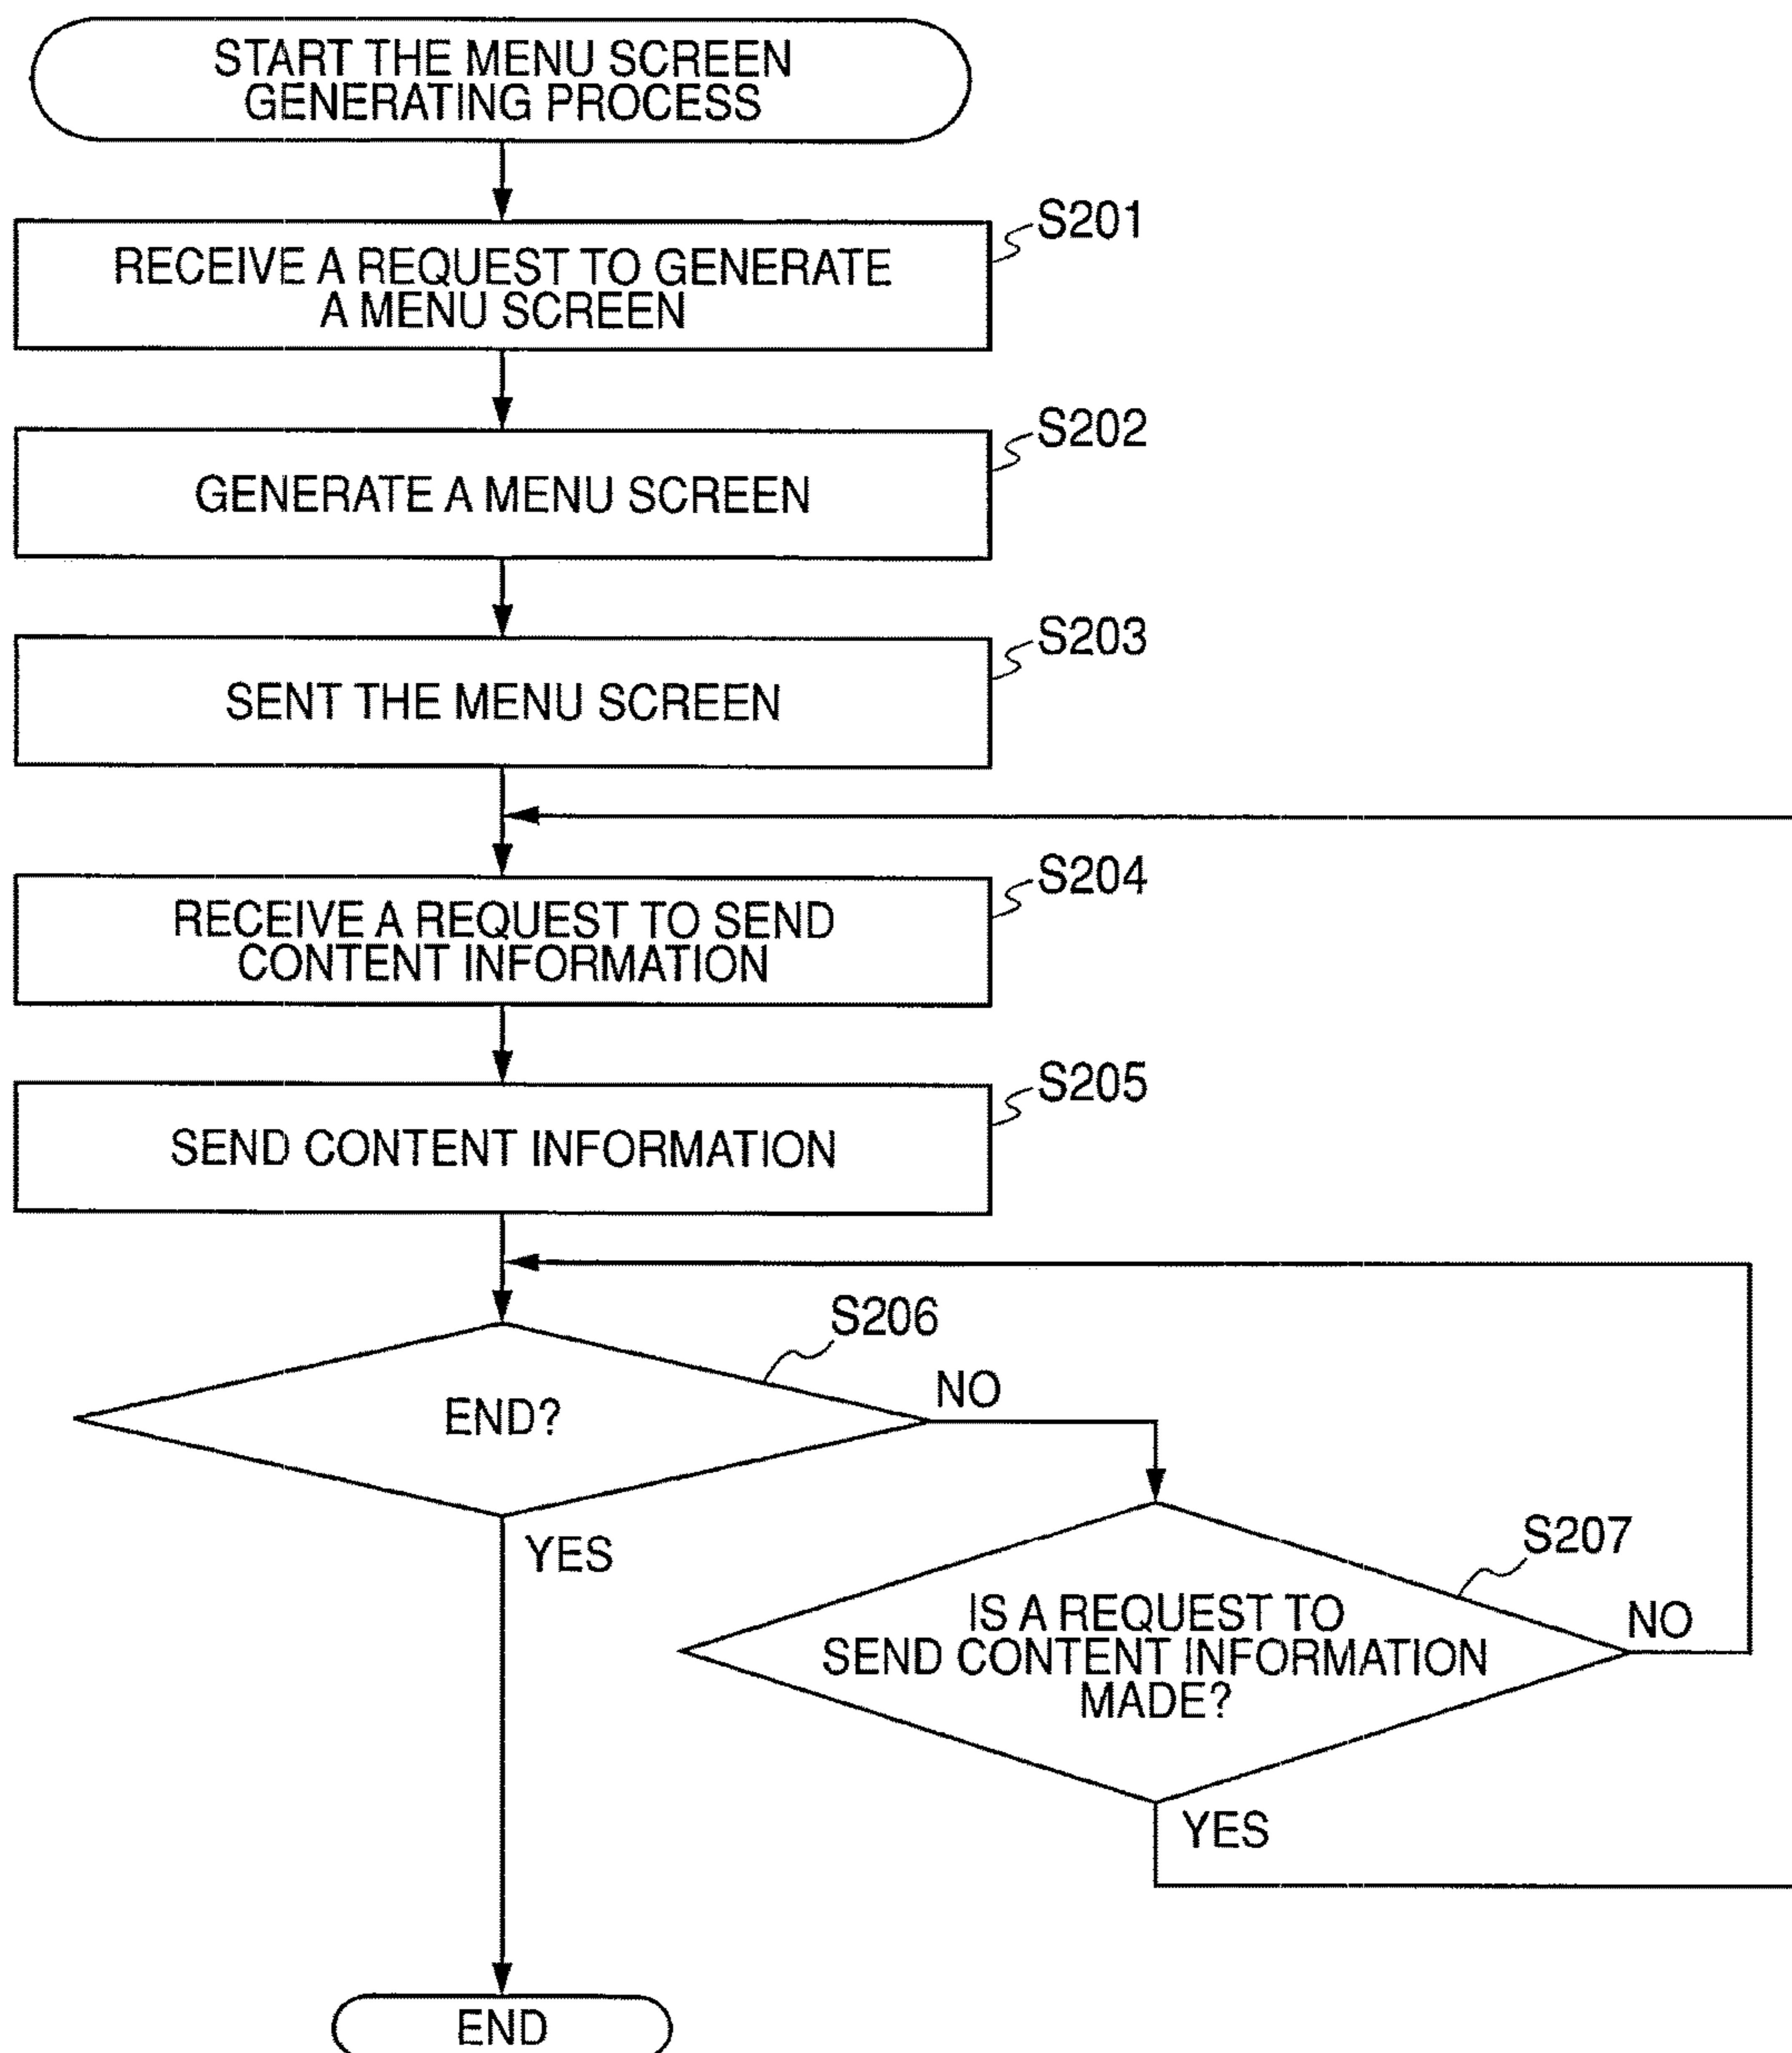 START THE MENU SCREEN
GENERATING PROCESS
S201
RECEIVE A REQUEST TO GENERATE
A MENU SCREEN
S202
GENERATE A MENU SCREEN
S203
SENT THE MENU SCREEN
S204
RECEIVE A REQUEST TO SEND
CONTENT INFORMATION
S205
SEND CONTENT INFORMATION
S206
END?
NO
YES
S207
IS A REQUEST TO
SEND CONTENT INFORMATION
MADE?
NO
YES
END